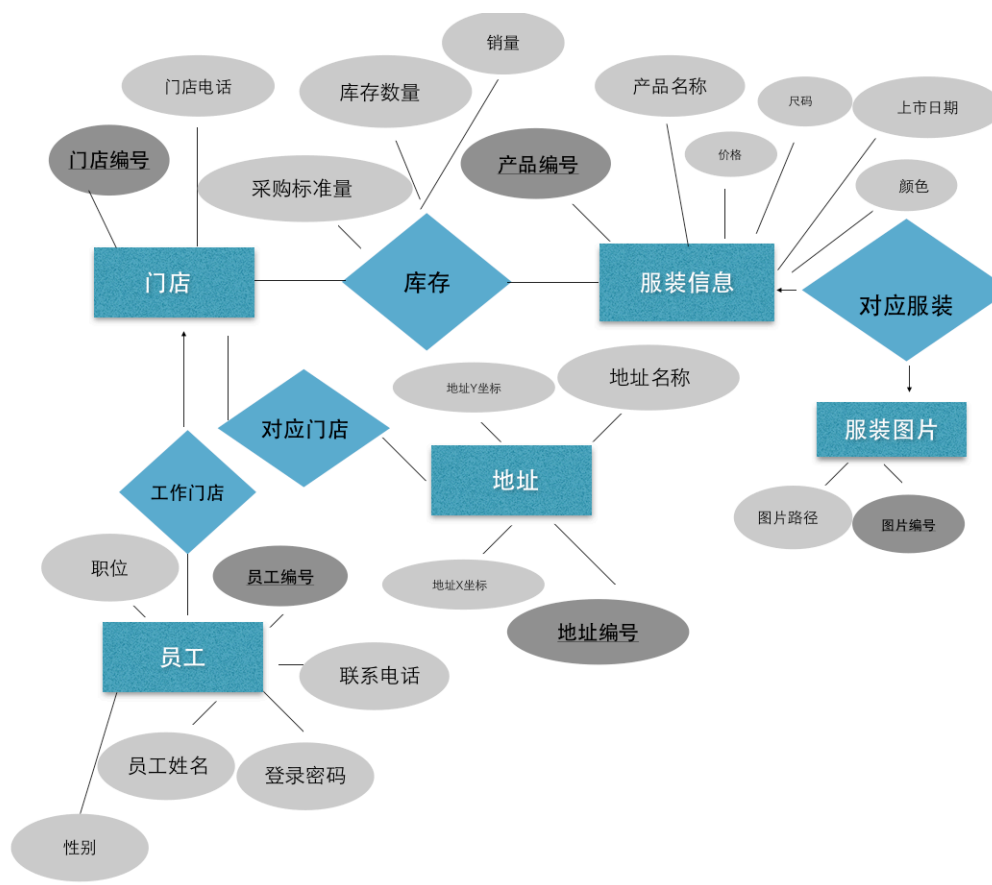 销量
门店电话
库存数量
产品名称
尺码
上市日期
门店编号
采购标准量
产品编号
价格
颜色
门店
库存
服装信息
对应服装
地址Y坐标
地址名称
对应门店
服装图片
工作门店
地址
图片路径
图片编号
职位
员工编号
地址X坐标
地址编号
员工
联系电话
员工姓名
登录密码
性别